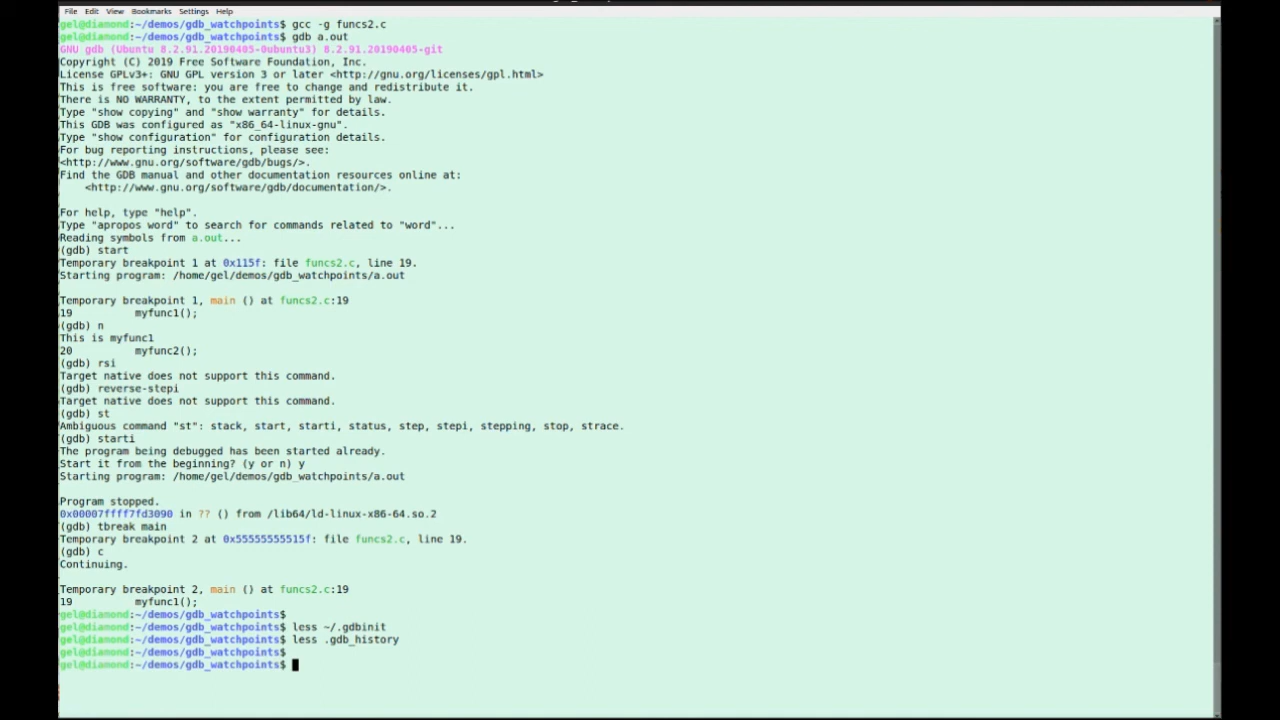 File Edit View Bookmarks Settings Help
gel@diamond:~/demos/gdb_watchpoints$ gcc -g funcs2.c
gel@diamond:~/demos/gdb_watchpoints$ gdb a.out
GNU gdb (Ubuntu 8.2.91.20190405-0ubuntu3) 8.2.91.20190405-git
Copyright (C) 2019 Free Software Foundation, Inc.
License GPLv3+: GNU GPL version 3 or later <http://gnu.org/licenses/gpl.html>
This is free software: you are free to change and redistribute it.
There is NO WARRANTY, to the extent permitted by law.
Type "show copying" and "show warranty" for details.
This GDB was configured as "x86_64-linux-gnu".
Type "show configuration" for configuration details.
For bug reporting instructions, please see:
<http://www.gnu.org/software/gdb/bugs/>.
Find the GDB manual and other documentation resources online at:
    <http://www.gnu.org/software/gdb/documentation/>.
For help, type "help".
Type "apropos word" to search for commands related to "word"...
Reading symbols from a.out...
(gdb) start
Temporary breakpoint 1 at 0x115f: file funcs2.c, line 19.
Starting program: /home/gel/demos/gdb_watchpoints/a.out
Temporary breakpoint 1, main () at funcs2.c:19
19          myfunc1();
(gdb) n
This is myfunc1
20          myfunc2();
(gdb) rsi
Target native does not support this command.
(gdb) reverse-stepi
Target native does not support this command.
(gdb) st
Ambiguous command "st": stack, start, starti, status, step, stepi, stepping, stop, strace.
(gdb) starti
The program being debugged has been started already.
Start it from the beginning? (y or n) y
Starting program: /home/gel/demos/gdb_watchpoints/a.out
Program stopped.
0x00007ffff7fd3090 in ?? () from /lib64/ld-linux-x86-64.so.2
(gdb) tbreak main
Temporary breakpoint 2 at 0x55555555515f: file funcs2.c, line 19.
(gdb) c
Continuing.
Temporary breakpoint 2, main () at funcs2.c:19
19          myfunc1();
gel@diamond:~/demos/gdb_watchpoints$
gel@diamond:~/demos/gdb_watchpoints$ less ~/.gdbinit
gel@diamond:~/demos/gdb_watchpoints$ less .gdb_history
gel@diamond:~/demos/gdb_watchpoints$
gel@diamond:~/demos/gdb_watchpoints$